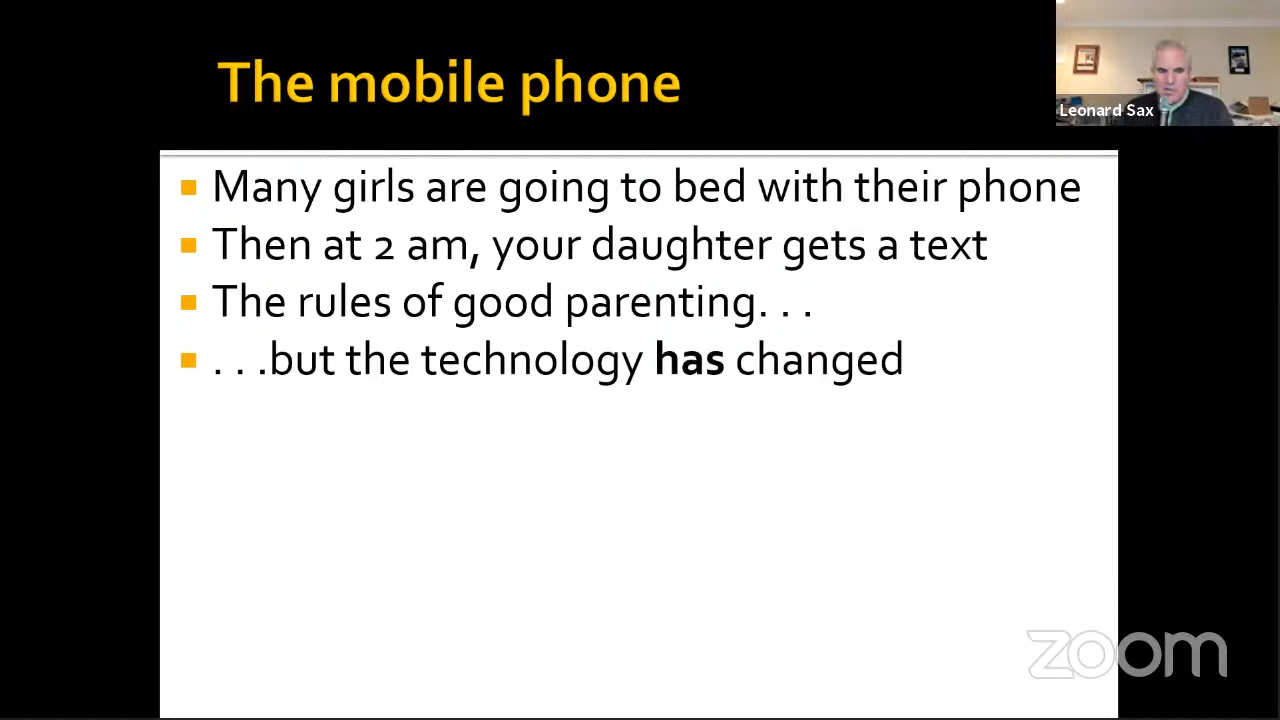 The mobile phone
Leonard Sax
Many girls are going to bed with their phone
Then at 2 am, your daughter gets a text
The rules of good parenting. . .
. . .but the technology has changed
zoom